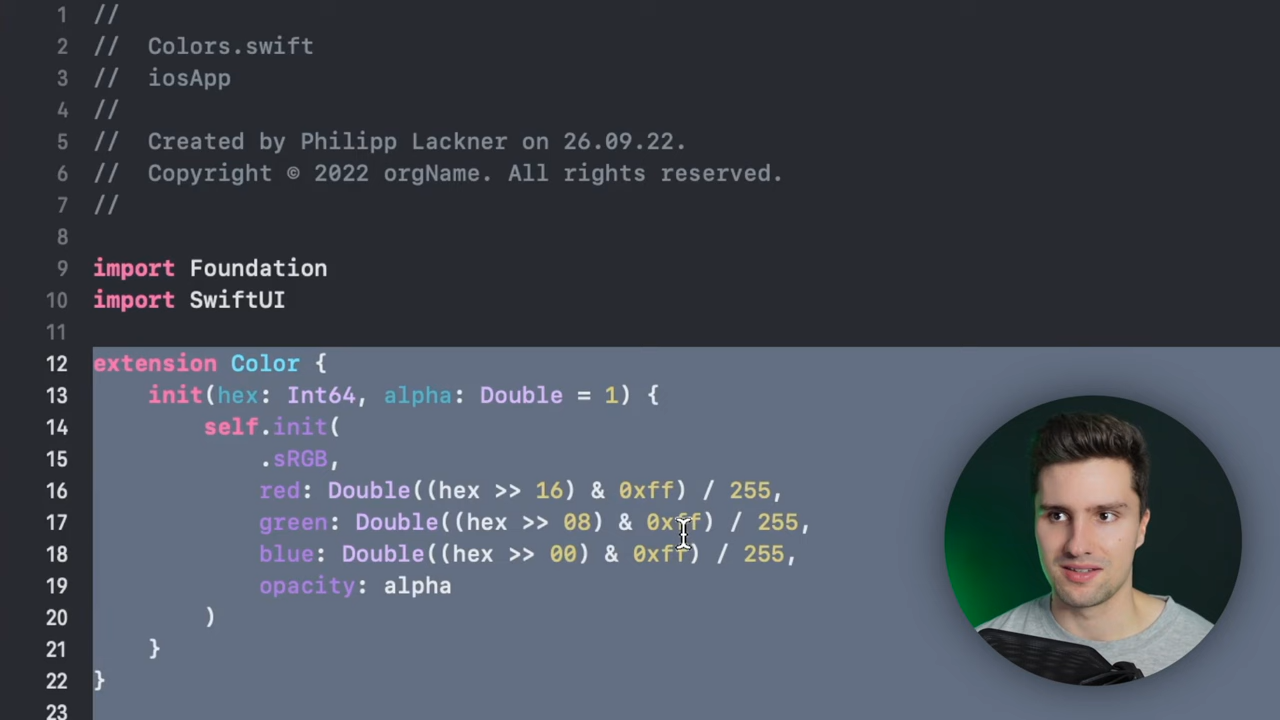 1 //
2 //  Colors.swift
3 //  iosApp
4 //
5 //  Created by Philipp Lackner on 26.09.22.
6 //  Copyright © 2022 orgName. All rights reserved.
7 //
8
9 import Foundation
10 import SwiftUI
11
12 extension Color {
13     init(hex: Int64, alpha: Double = 1) {
14         self.init(
15             .sRGB,
16             red: Double((hex >> 16) & 0xff) / 255,
17             green: Double((hex >> 08) & 0xff) / 255,
18             blue: Double((hex >> 00) & 0xff) / 255,
19             opacity: alpha
20         )
21     }
22 }
23